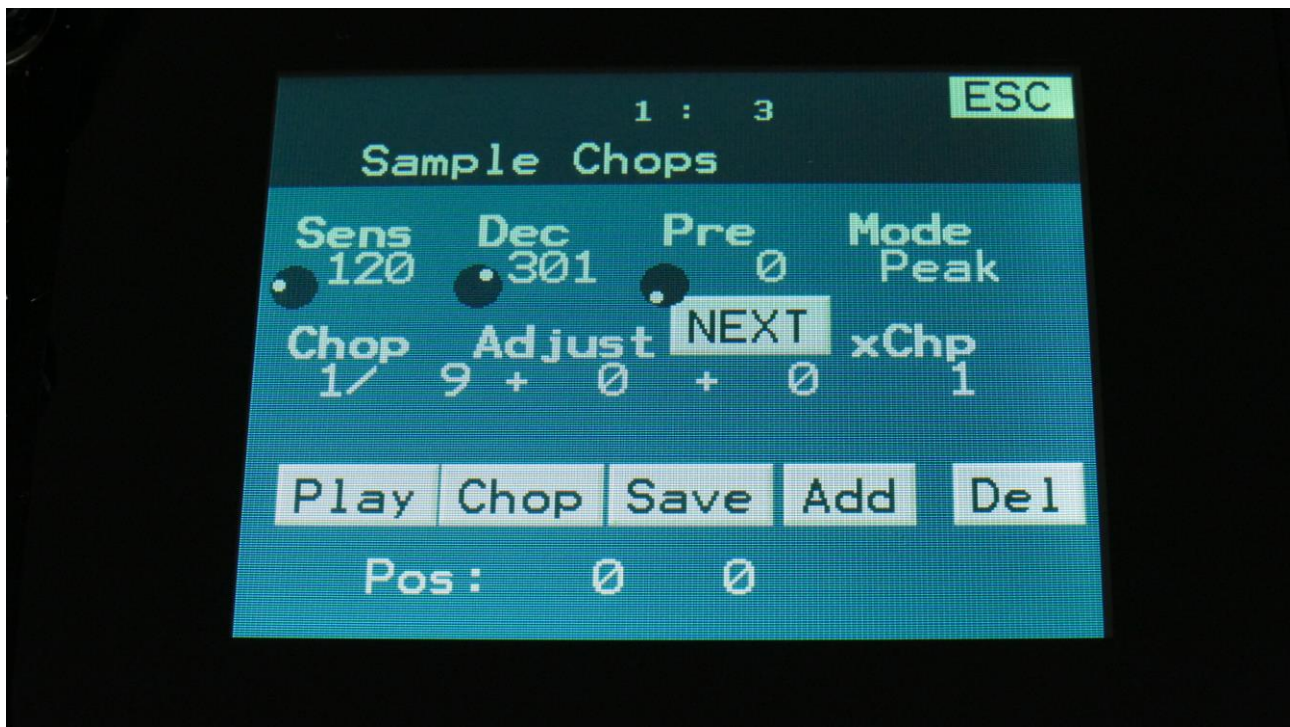 1 : 3 ESC
Sample Chops
Sens Dec Pre Mode
120 301 0 Peak
Chop Adjust NEXT xChp
1/ 9 + 0 + 0 1
Play Chop Save Add Del
Pos: 0 0